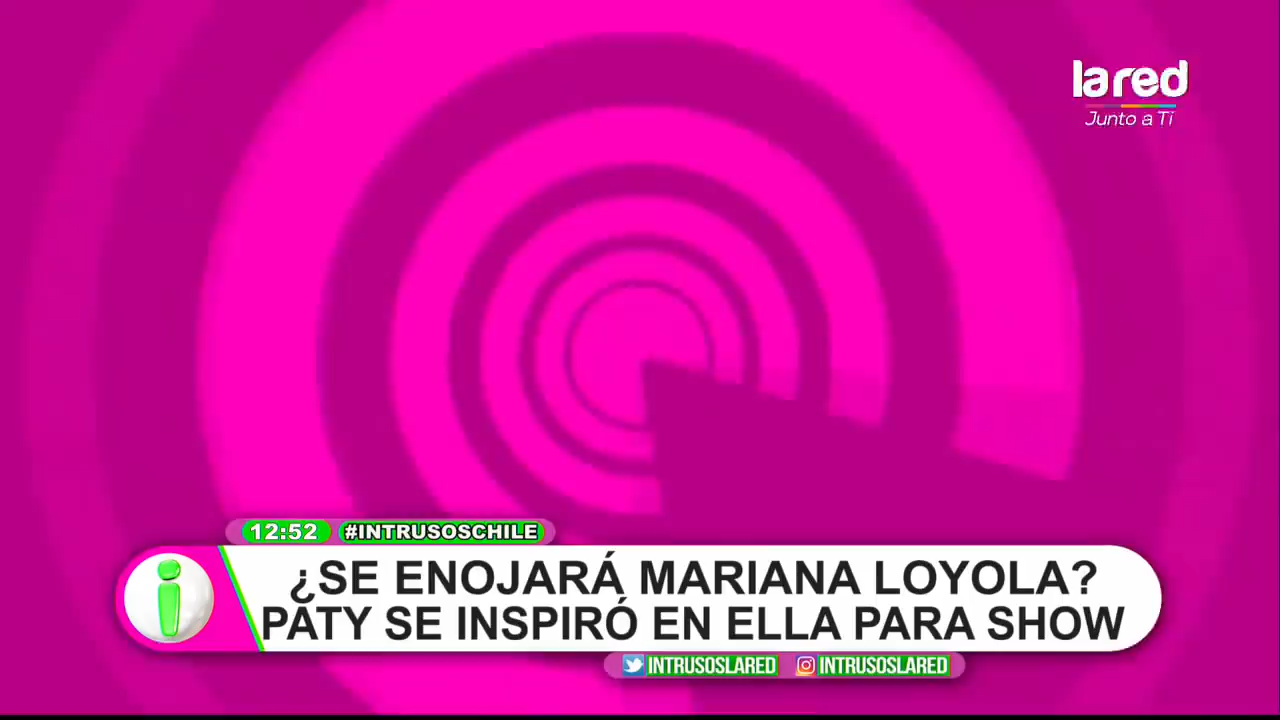 la red
Junto a Ti
12:52 #INTRUSOSCHILE
¿SE ENOJARÁ MARIANA LOYOLA?
PATY SE INSPIRÓ EN ELLA PARA SHOW
INTRUSOSLARED INTRUSOSLARED